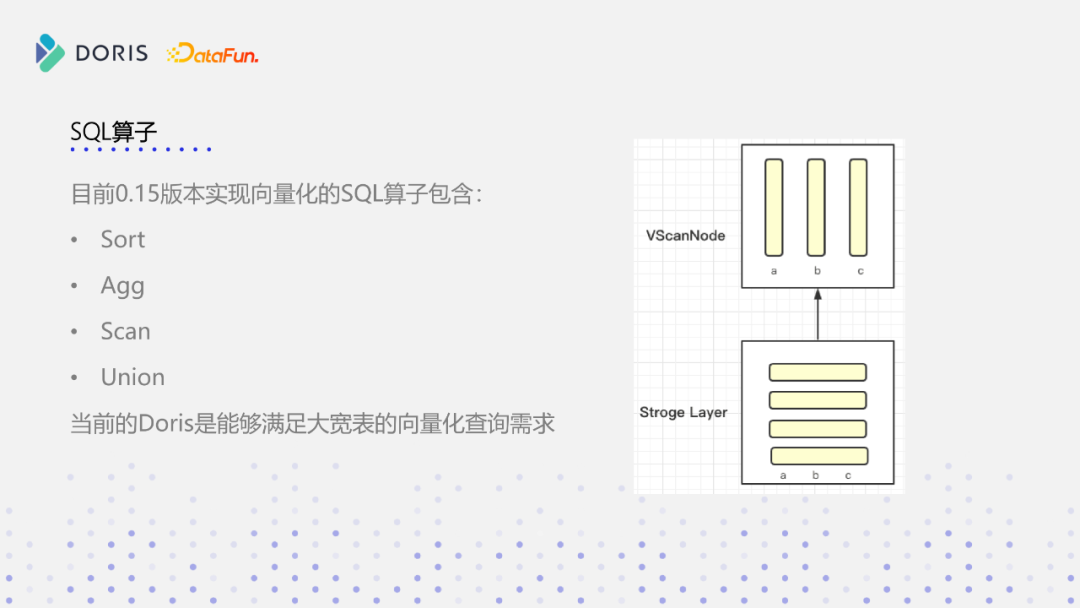 DORIS
DataFun.
SQL算子
目前0.15版本实现向量化的SQL算子包含：
• Sort
• Agg
• Scan
• Union
当前的Doris是能够满足大宽表的向量化查询需求
VScanNode
a b c
Stroge Layer
a b c